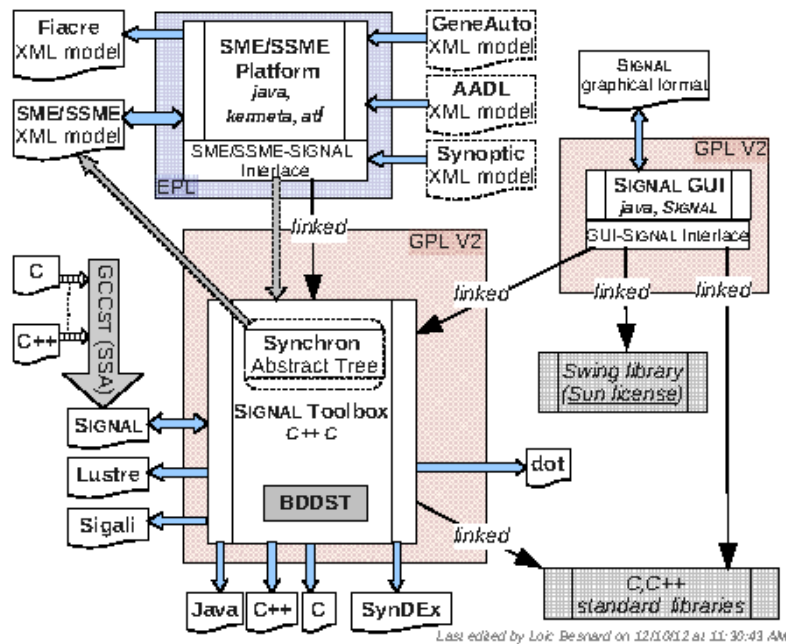 Fiacre
XML model
SME/SSME
XML model
SME/SSME
Platform
java,
kermeta, atl
SME/SSME-SIGNAL
Interface
EPL
GeneAuto
XML model
AADL
XML model
Synoptic
XML model
SIGNAL
graphical format
GPL V2
SIGNAL GUI
java, SIGNAL
GUI-SIGNAL Interface
linked
GPL V2
linked
linked
linked
C
C++
GCCST (SSA)
Synchron
Abstract Tree
SIGNAL Toolbox
C++ C
BDDST
Swing library
(Sun license)
SIGNAL
Lustre
Sigali
dot
linked
Java
C++
C
SynDEx
C,C++
standard libraries
Last edited by Loïc Besnard on 12/10/12 at 11:30:43 AM